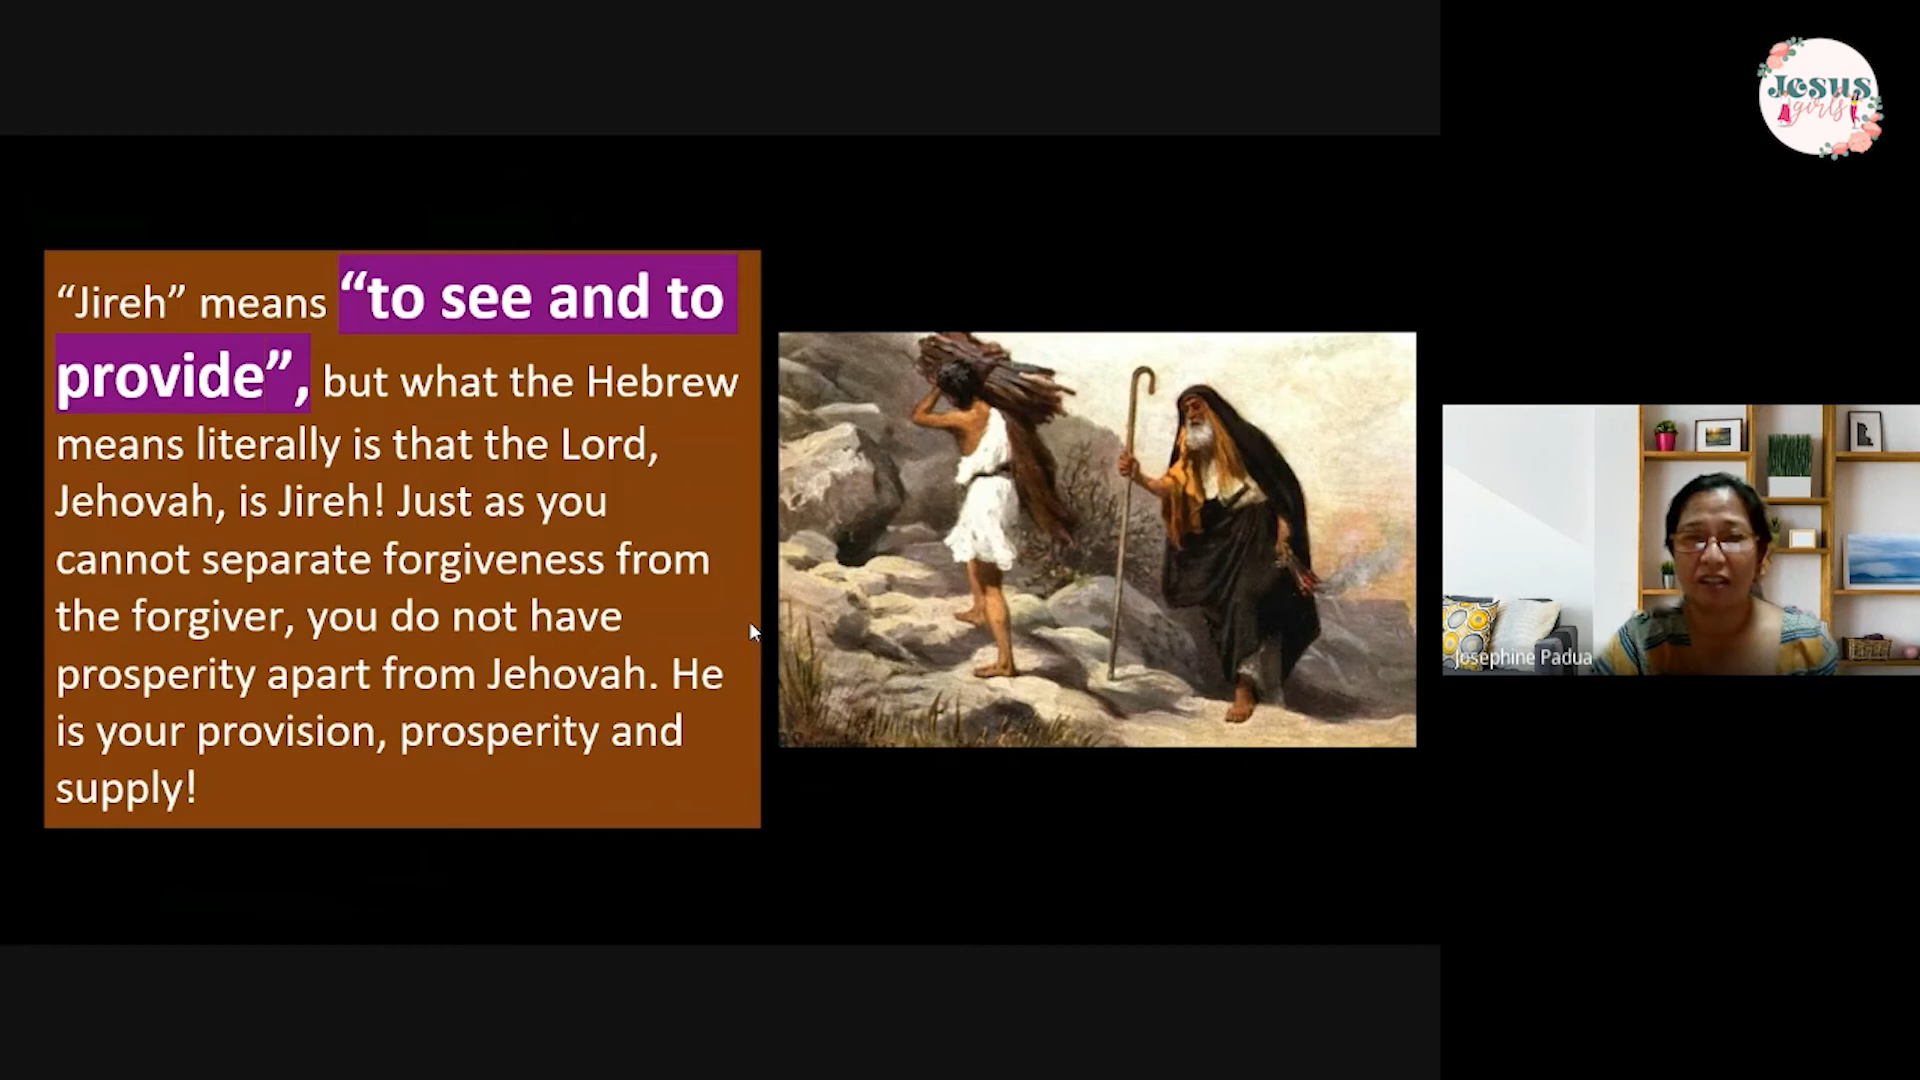 Jesus
girls
“Jireh” means “to see and to
provide”, but what the Hebrew
means literally is that the Lord,
Jehovah, is Jireh! Just as you
cannot separate forgiveness from
the forgiver, you do not have
prosperity apart from Jehovah. He
is your provision, prosperity and
supply!
Josephine Padua